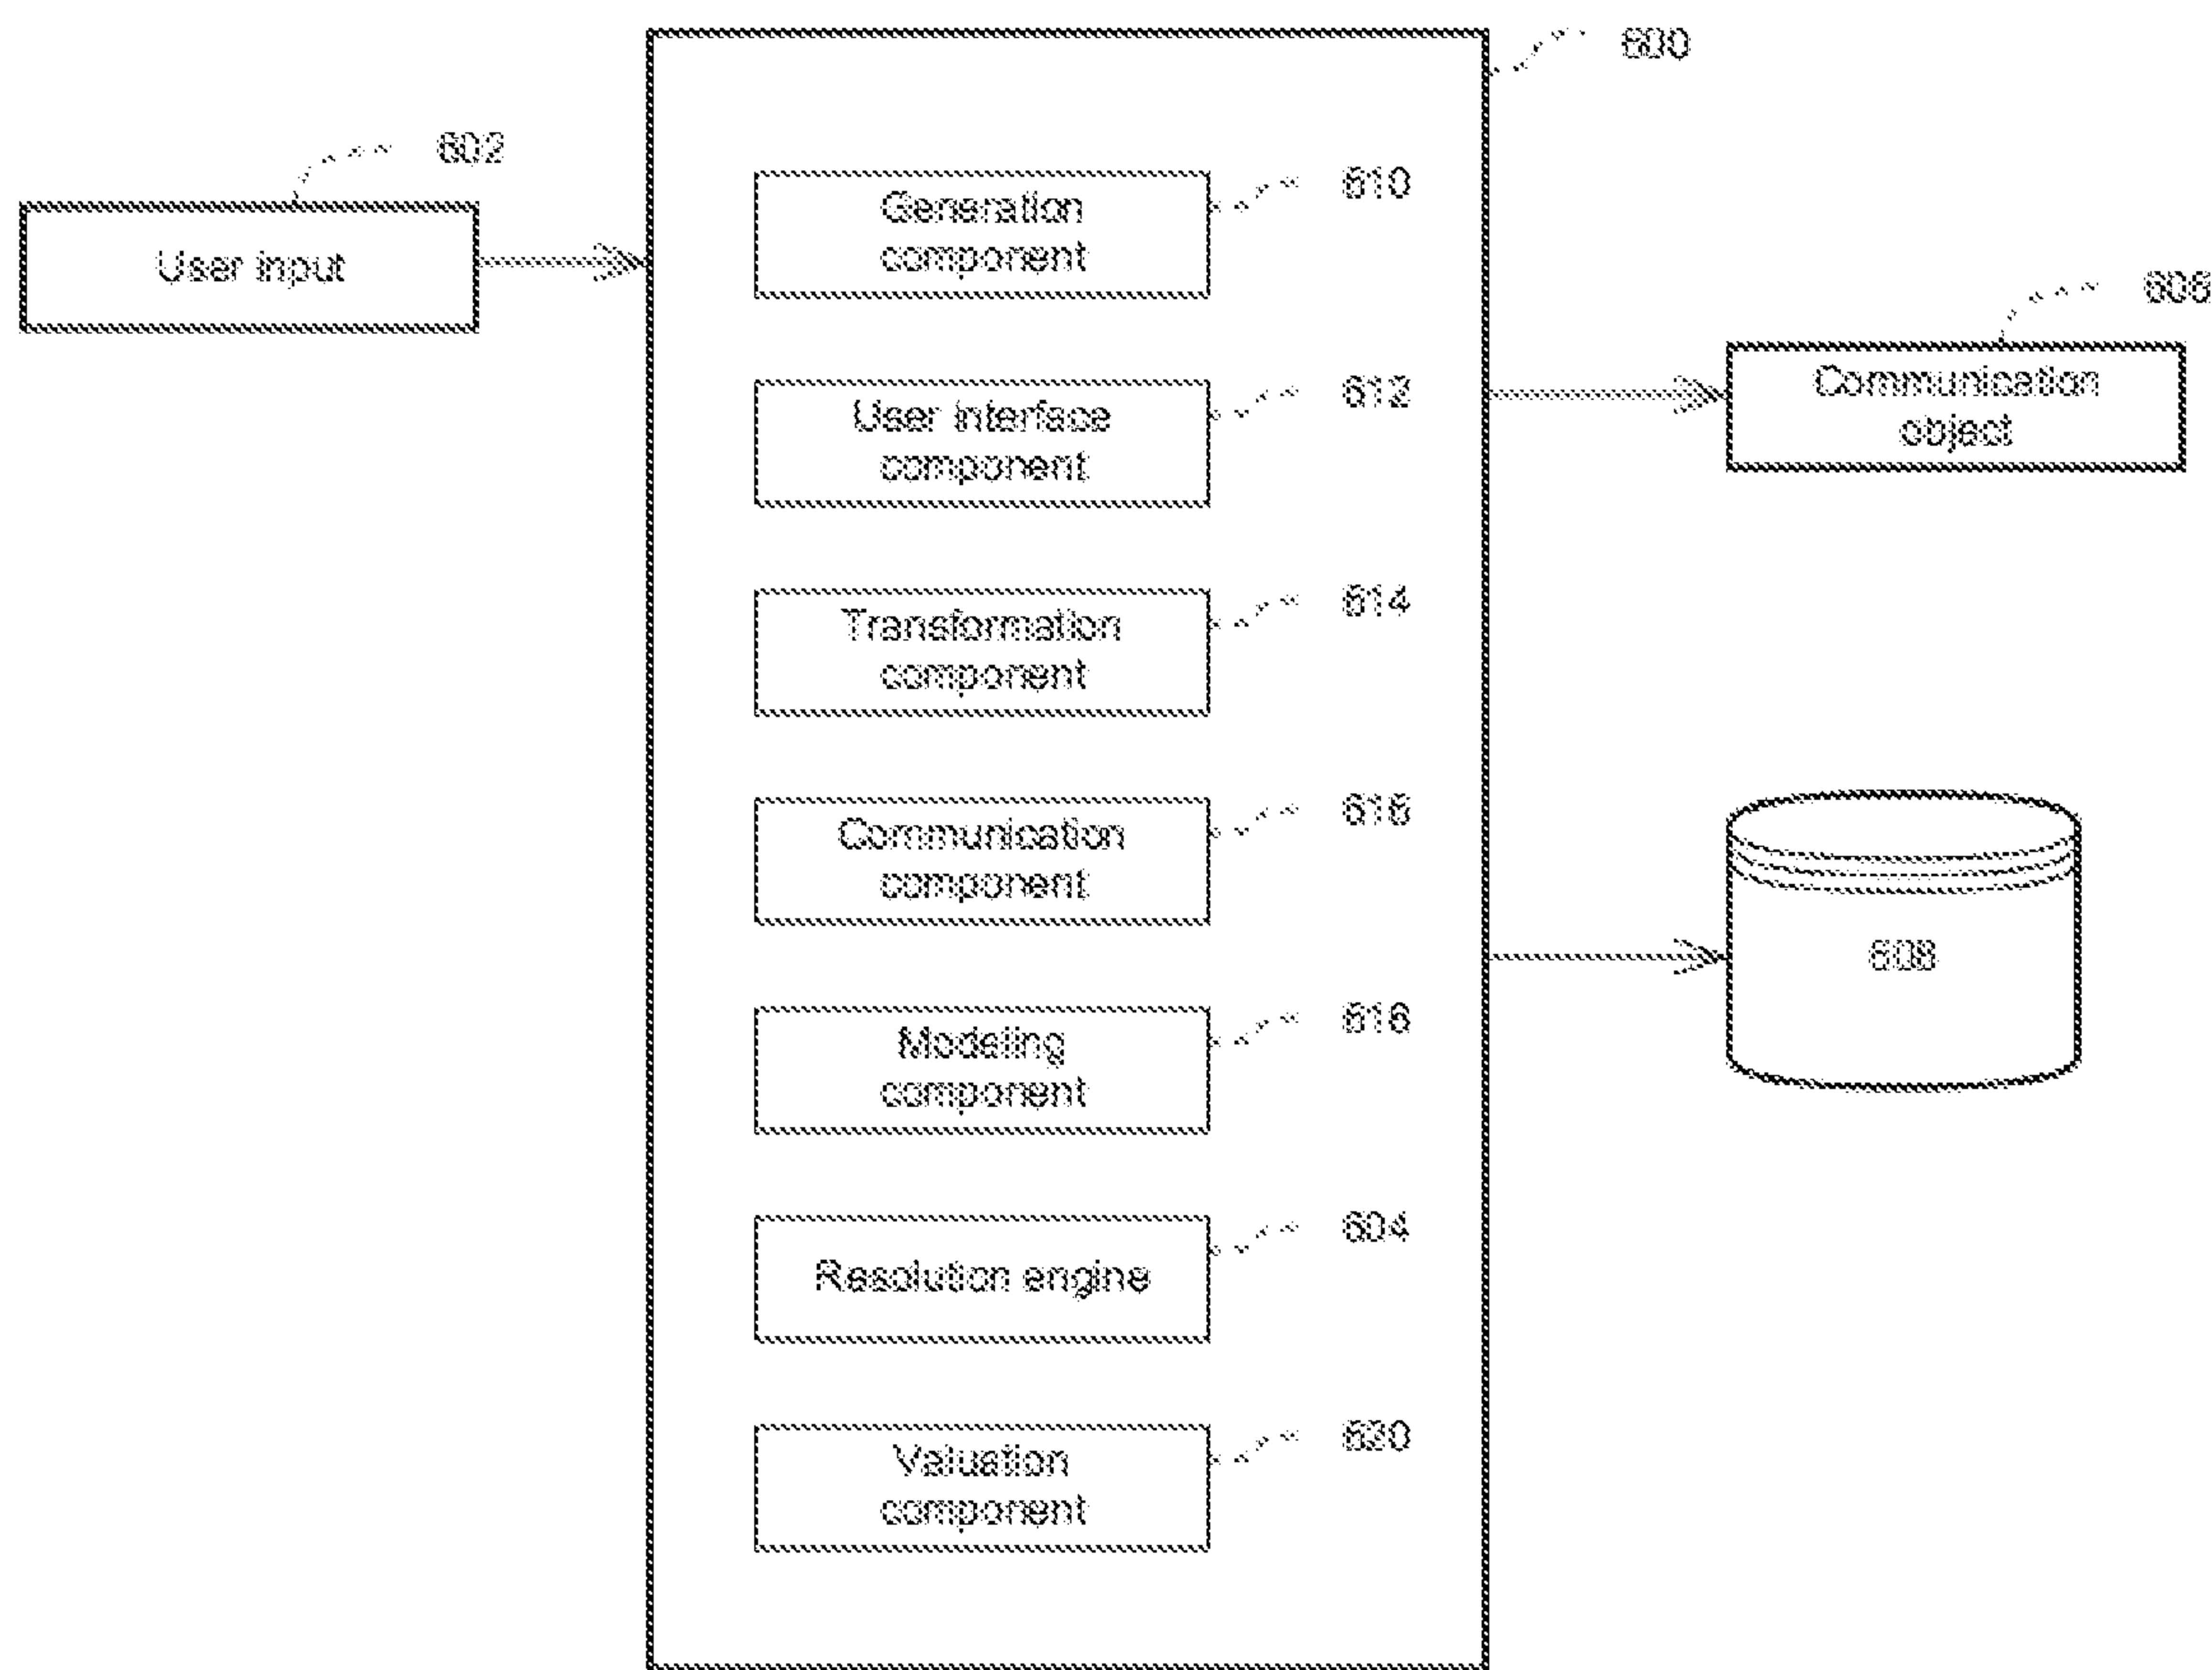 600
602
User input
Generation
component
610
606
Communication
object
User interface
component
612
Transformation
component
614
Communication
component
616
608
Modeling
component
618
Resolution engine
604
Valuation
component
620